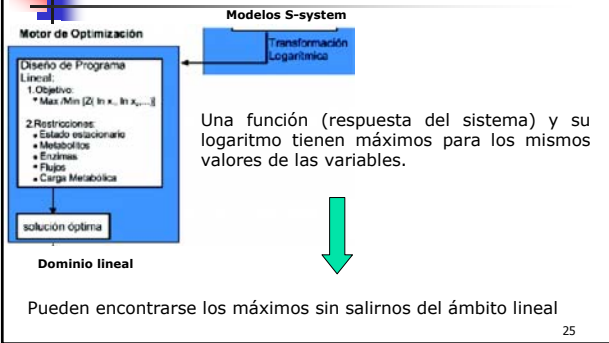 Modelos S-system
Motor de Optimización
Transformación
Logarítmica
Diseño de Programa
Lineal:
1.Objetivo:
* Max /Min [Z( ln x., ln x,,...)]
2.Restricciones:
• Estado estacionario
• Metabolitos
• Enzimas
• Flujos
• Carga Metabólica
solución óptima
Dominio lineal
Una función (respuesta del sistema) y su
logaritmo tienen máximos para los mismos
valores de las variables.
Pueden encontrarse los máximos sin salirnos del ámbito lineal
25